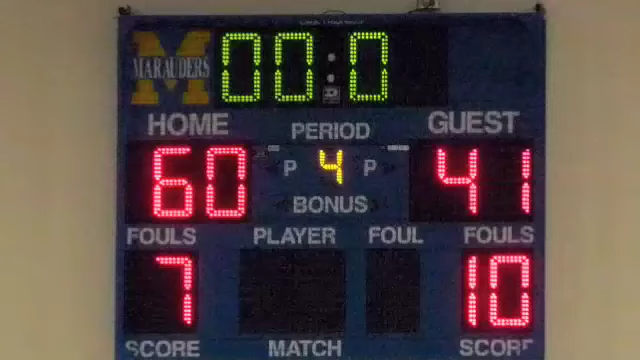 M
MARAUDERS
00:0
HOME PERIOD GUEST
60 P 4 P 41
BONUS
FOULS PLAYER FOUL FOULS
7 10
SCORE MATCH SCORE